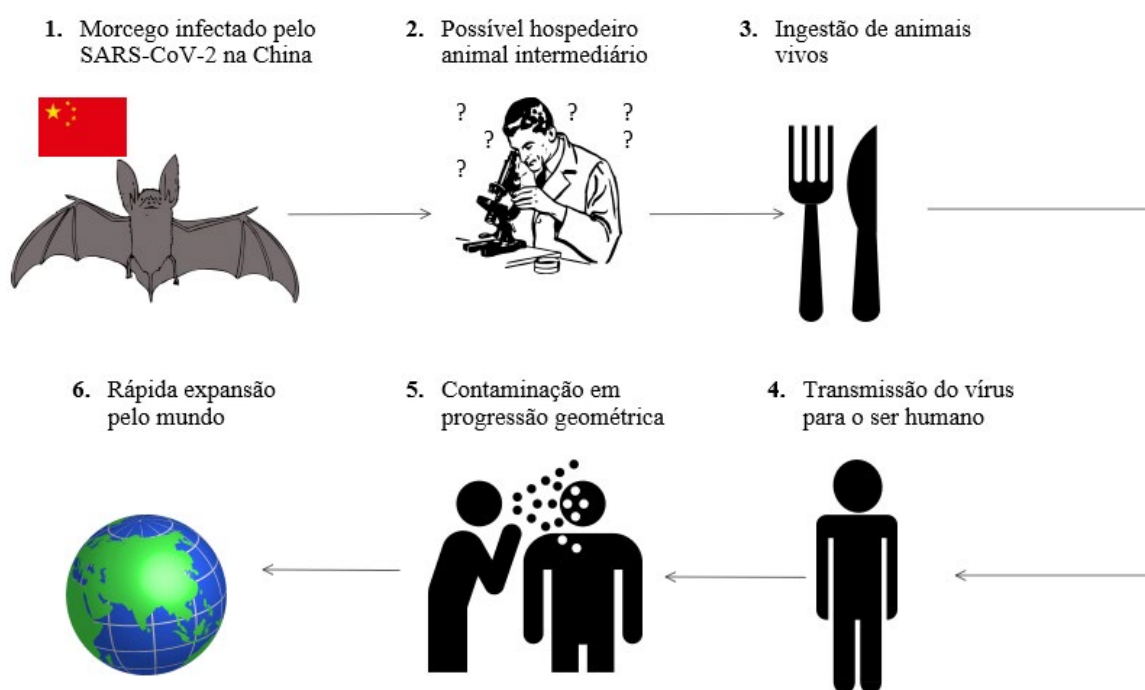 1. Morcego infectado pelo
SARS-CoV-2 na China
2. Possível hospedeiro
animal intermediário
3. Ingestão de animais
vivos
? ? ?
? ?
?
6. Rápida expansão
pelo mundo
5. Contaminação em
progressão geométrica
4. Transmissão do vírus
para o ser humano